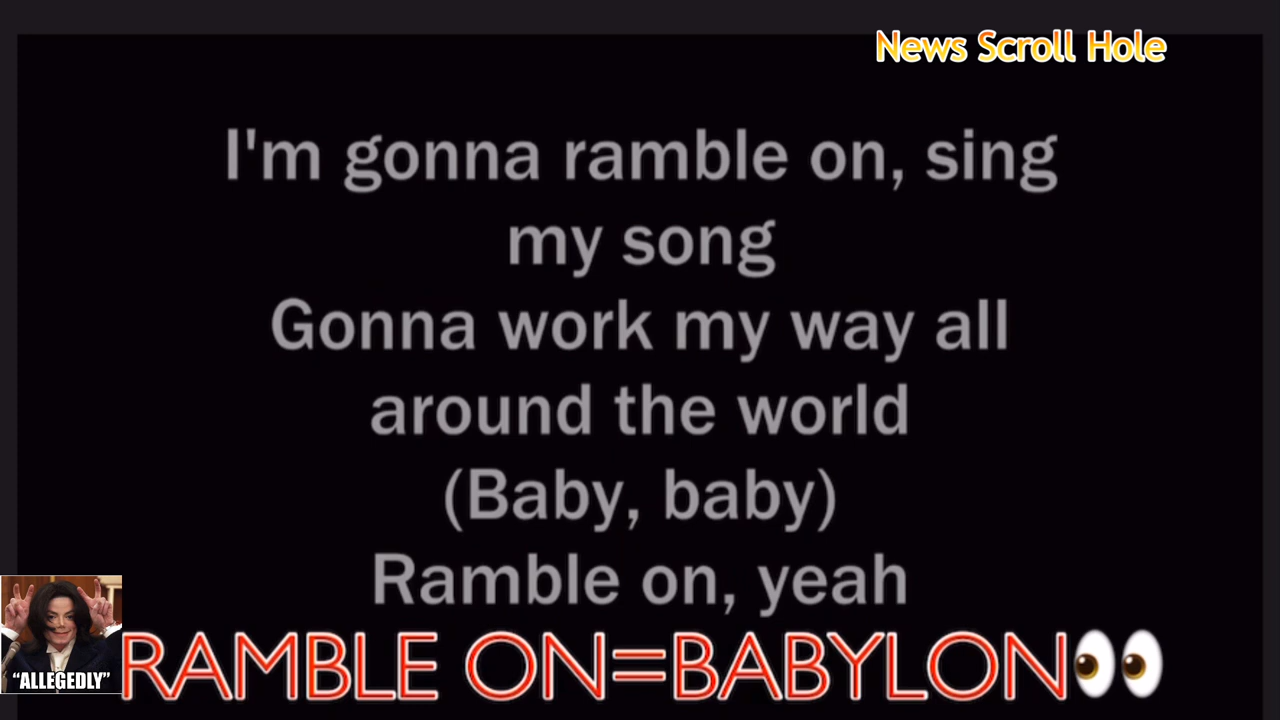 News Scroll Hole
I'm gonna ramble on, sing
my song
Gonna work my way all
around the world
(Baby, baby)
Ramble on, yeah
RAMBLE ON=BABYLON👀
“ALLEGEDLY”